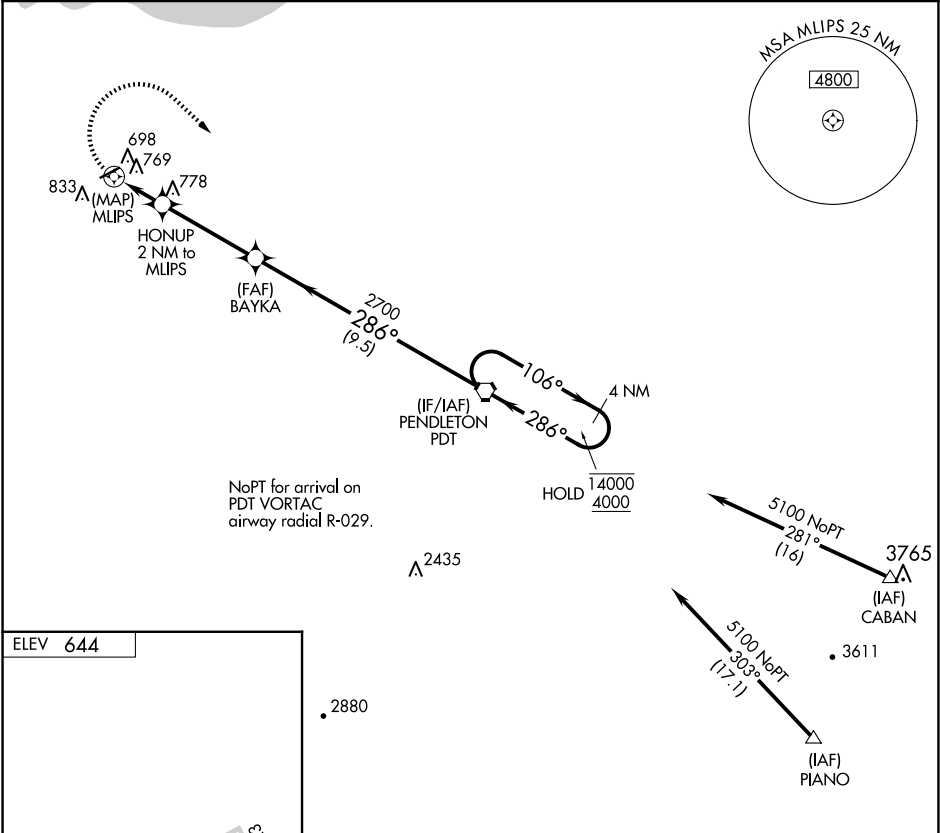 MSA MLIPS 25 NM
4800
698
769
833
778
(MAP)
MLIPS
HONUP
2 NM to
MLIPS
(FAF)
BAYKA
2700
286°
(9.5)
106°
4 NM
(IF/IAF)
PENDLETON
PDT
286°
HOLD
14000
4000
NoPT for arrival on
PDT VORTAC
airway radial R-029.
5100 NoPT
281°
(16)
2435
3765
(IAF)
CABAN
5100 NoPT
303°
(17.1)
3611
ELEV 644
2880
(IAF)
PIANO